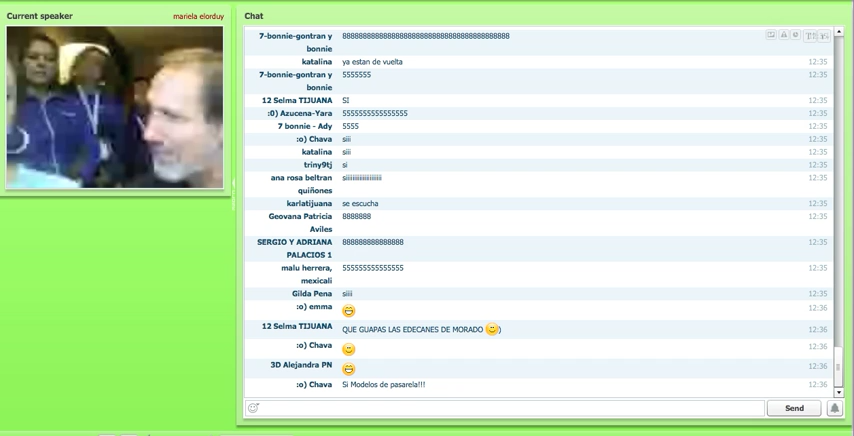 Current speaker
mariela elorduy
Chat
7-bonnie-gontran y bonnie 8888888888888888888888888888888888888888888
katalina ya estan de vuelta 12:35
7-bonnie-gontran y bonnie 5555555 12:35
12 Selma TIJUANA SI 12:35
:0) Azucena-Yara 5555555555555555 12:35
7 bonnie - Ady 5555 12:35
:o) Chava siii 12:35
katalina siii 12:35
triny9tj si 12:35
ana rosa beltran quiñones siiiiiiiiiiiiiiiiiii 12:35
karlatijuana se escucha 12:35
Geovana Patricia Aviles 8888888 12:35
SERGIO Y ADRIANA PALACIOS 1 888888888888888 12:35
malu herrera, mexicali 555555555555555 12:35
Gilda Pena siiii 12:35
:o) emma 12:36
12 Selma TIJUANA QUE GUAPAS LAS EDECANES DE MORADO ) 12:36
:o) Chava 12:36
3D Alejandra PN 12:36
:o) Chava Si Modelos de pasarela!!! 12:36
Send